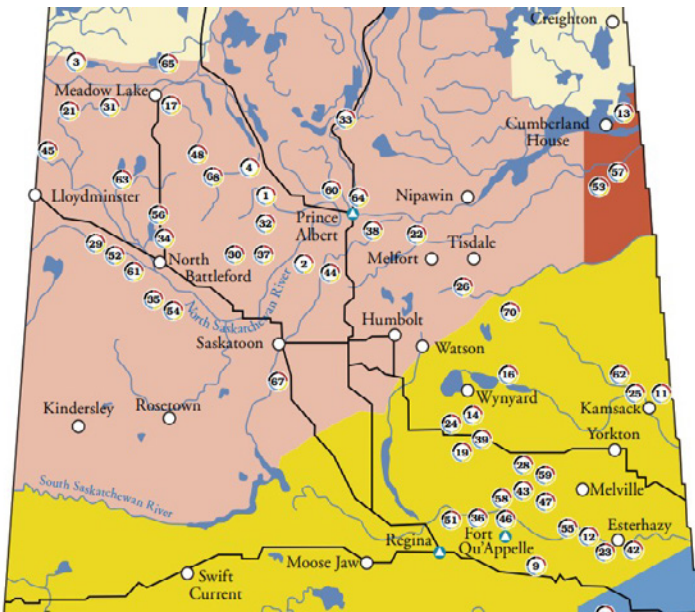 Creighton
3
65
Meadow Lake
21
31
17
33
13
Cumberland
House
45
48
4
63
68
57
53
Lloydminster
1
60
64
Nipawin
56
32
Prince
Albert
38
22
34
29
52
61
North
Battleford
30
37
2
44
Melfort
Tisdale
26
35
54
North Saskatchewan River
70
Humbolt
Saskatoon
Watson
67
16
62
25
11
Wynyard
Kamsack
Kindersley
Rosetown
24
14
39
19
Yorkton
28
59
South Saskatchewan River
58
43
47
Melville
51
36
46
55
12
Esterhazy
Regina
Fort
Qu'Appelle
23
42
9
Moose Jaw
Swift
Current